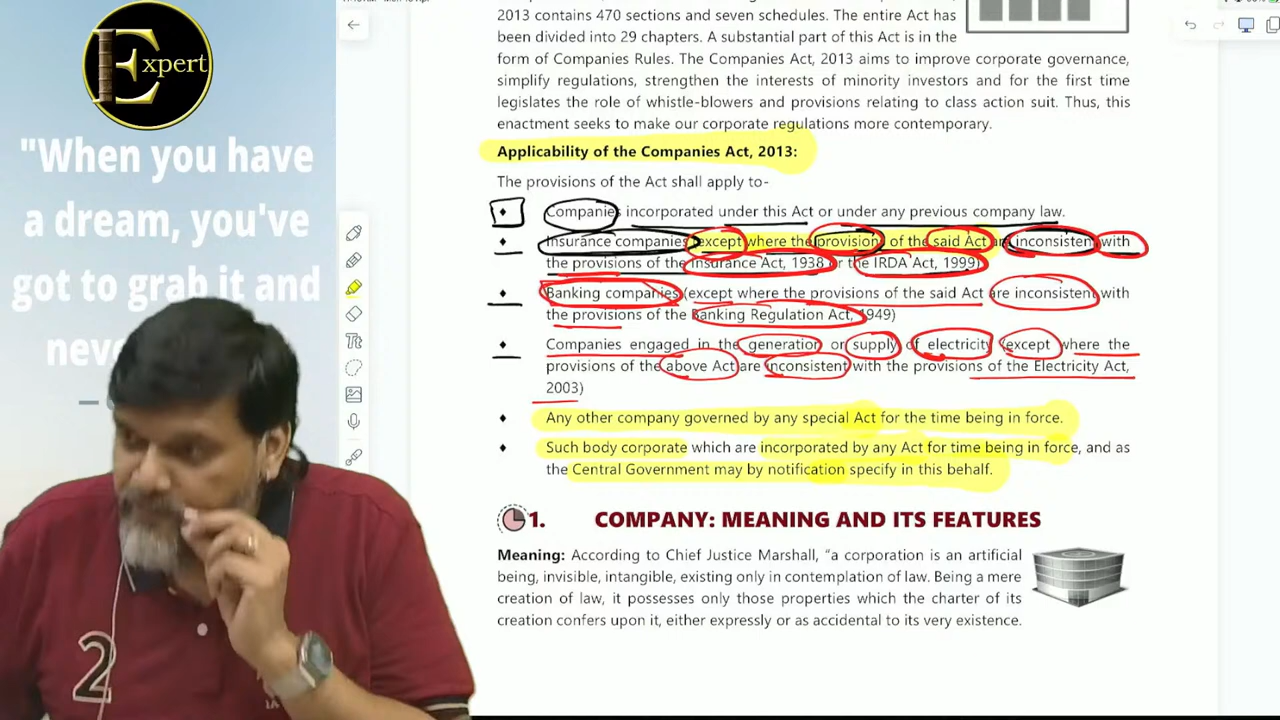 Expert
"When you have
a dream, you've
got to grab it and
neve
2013 contains 470 sections and seven schedules. The entire Act has
been divided into 29 chapters. A substantial part of this Act is in the
form of Companies Rules. The Companies Act, 2013 aims to improve corporate governance,
simplify regulations, strengthen the interests of minority investors and for the first time
legislates the role of whistle-blowers and provisions relating to class action suit. Thus, this
enactment seeks to make our corporate regulations more contemporary.
Applicability of the Companies Act, 2013:
The provisions of the Act shall apply to-
♦ Companies incorporated under this Act or under any previous company law.
♦ Insurance companies (except where the provision of the said Act are inconsistent with
the provisions of the Insurance Act, 1938 or the IRDA Act, 1999)
♦ Banking companies (except where the provisions of the said Act are inconsistent with
the provisions of the Banking Regulation Act, 1949)
♦ Companies engaged in the generation or supply of electricity (except where the
provisions of the above Act are inconsistent with the provisions of the Electricity Act,
2003)
♦ Any other company governed by any special Act for the time being in force.
♦ Such body corporate which are incorporated by any Act for time being in force, and as
the Central Government may by notification specify in this behalf.
1. COMPANY: MEANING AND ITS FEATURES
Meaning: According to Chief Justice Marshall, "a corporation is an artificial
being, invisible, intangible, existing only in contemplation of law. Being a mere
creation of law, it possesses only those properties which the charter of its
creation confers upon it, either expressly or as accidental to its very existence.
Tt
2